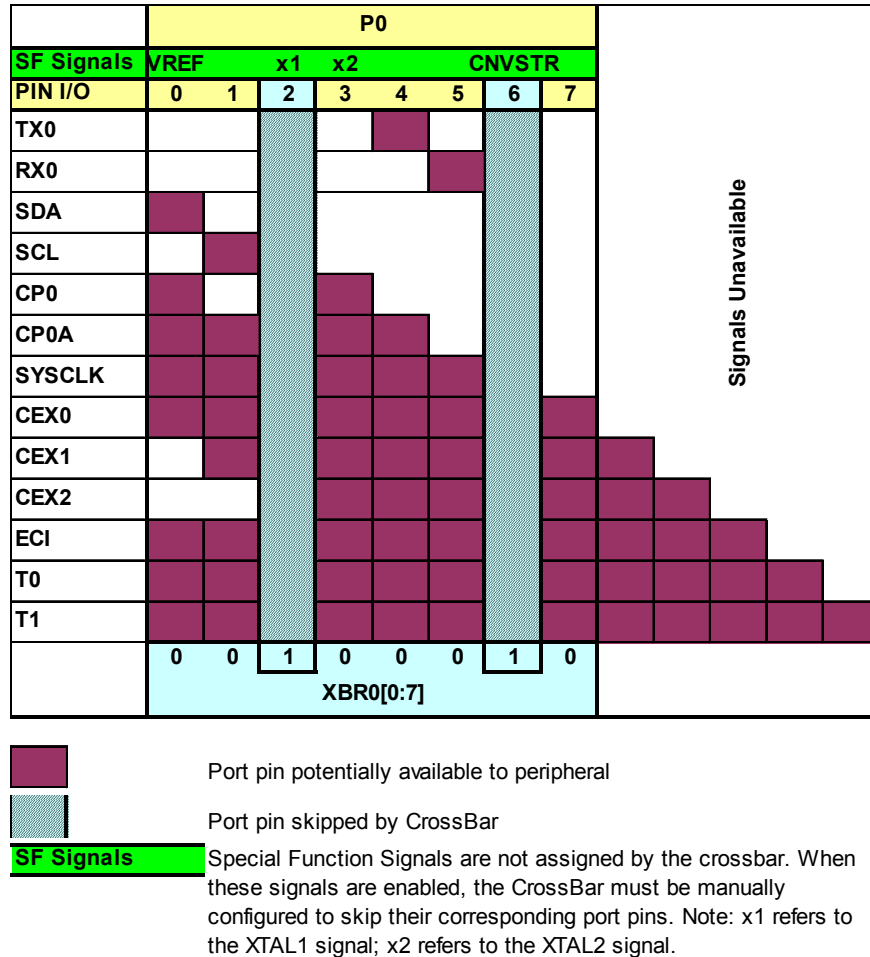 P0
SF Signals VREF x1 x2 CNVSTR
PIN I/O 0 1 2 3 4 5 6 7
TX0
RX0
SDA
SCL
CP0
CP0A
SYSCLK
CEX0
CEX1
CEX2
ECI
T0
T1
Signals Unavailable
0 0 1 0 0 0 1 0
XBR0[0:7]
Port pin potentially available to peripheral
Port pin skipped by CrossBar
SF Signals Special Function Signals are not assigned by the crossbar. When
these signals are enabled, the CrossBar must be manually
configured to skip their corresponding port pins. Note: x1 refers to
the XTAL1 signal; x2 refers to the XTAL2 signal.